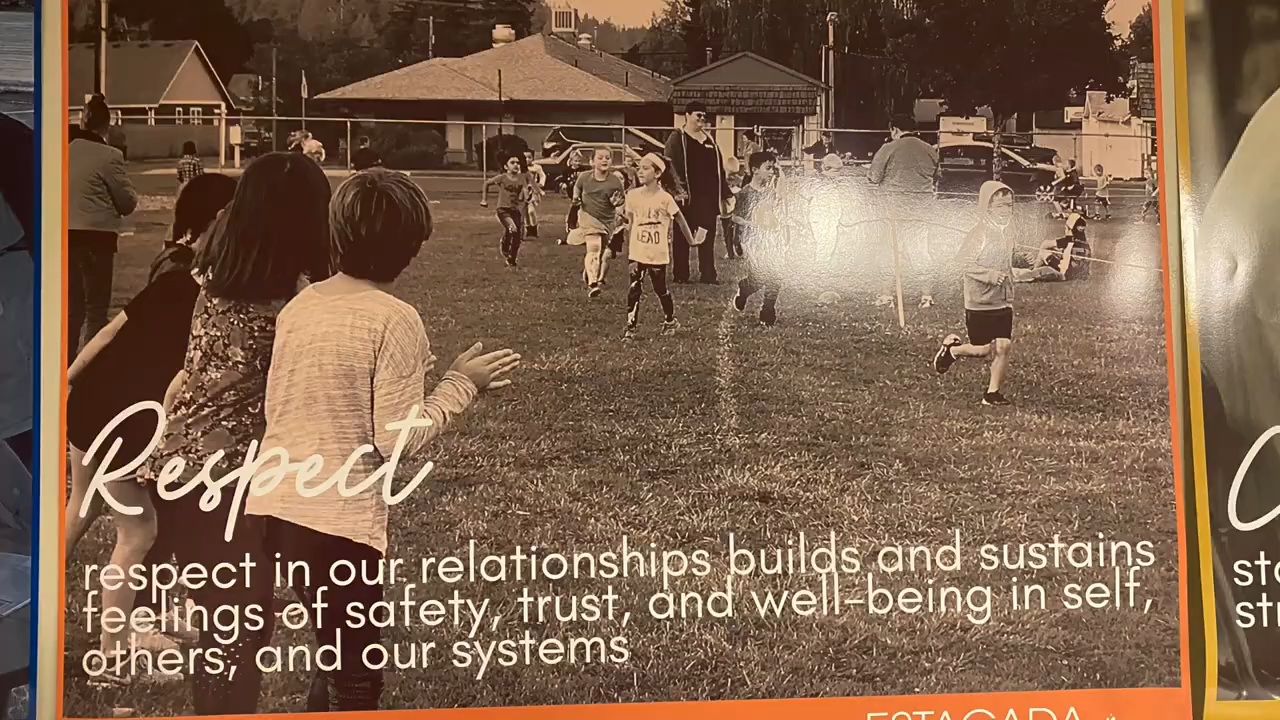 Respect
respect in our relationships builds and sustains
feelings of safety, trust, and well-being in self,
others, and our systems
ESTACADA
LEAD